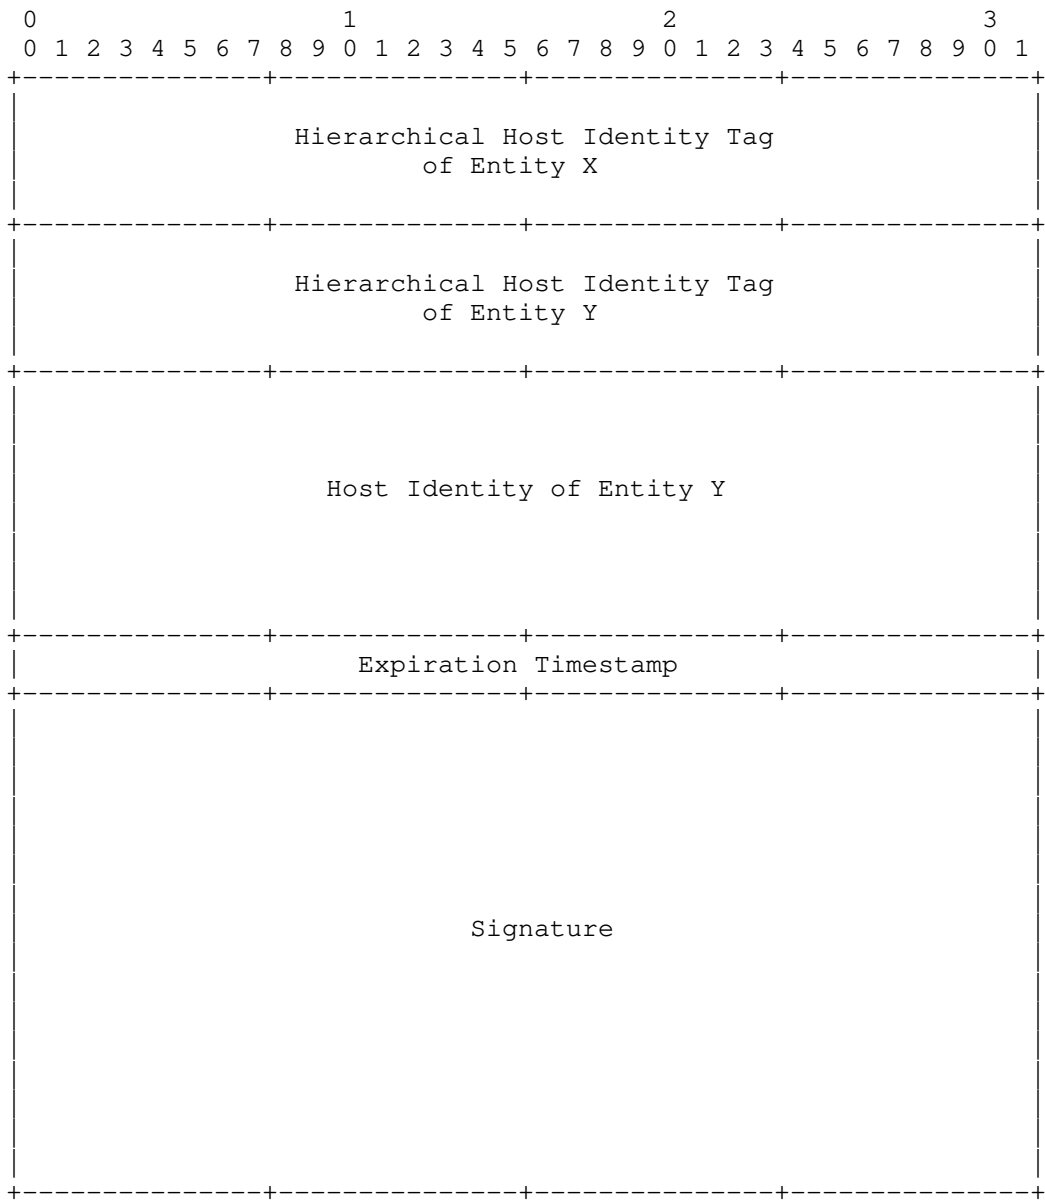 0                   1                   2                   3
0 1 2 3 4 5 6 7 8 9 0 1 2 3 4 5 6 7 8 9 0 1 2 3 4 5 6 7 8 9 0 1
Hierarchical Host Identity Tag
of Entity X
Hierarchical Host Identity Tag
of Entity Y
Host Identity of Entity Y
Expiration Timestamp
Signature